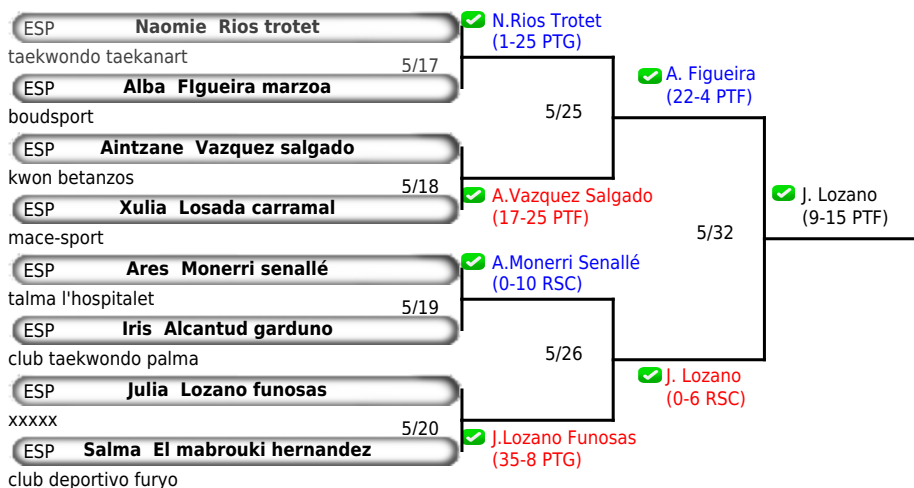 ESP Naomie Rios trotet
taekwondo taekanart
5/17
ESP Alba FIgueira marzoa
boudsport
ESP Aintzane Vazquez salgado
kwon betanzos
5/18
ESP Xulia Losada carramal
mace-sport
ESP Ares Monerri senallé
talma l'hospitalet
5/19
ESP Iris Alcantud garduno
club taekwondo palma
ESP Julia Lozano funosas
xxxxx
5/20
ESP Salma El mabrouki hernandez
club deportivo furyo
N.Rios Trotet
(1-25 PTG)
5/25
A.Vazquez Salgado
(17-25 PTF)
A.Monerri Senallé
(0-10 RSC)
5/26
J.Lozano Funosas
(35-8 PTG)
A. Figueira
(22-4 PTF)
5/32
J. Lozano
(0-6 RSC)
J. Lozano
(9-15 PTF)